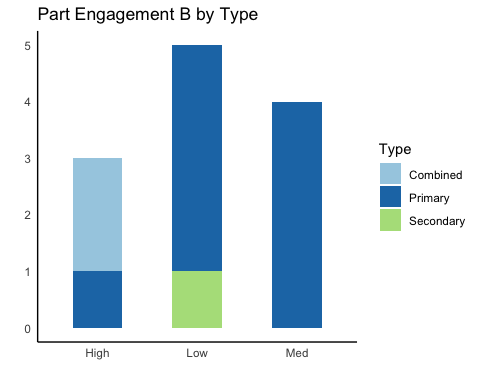 Part Engagement B by Type
5
4
3
2
1
0
High Low Med
Type
Combined
Primary
Secondary